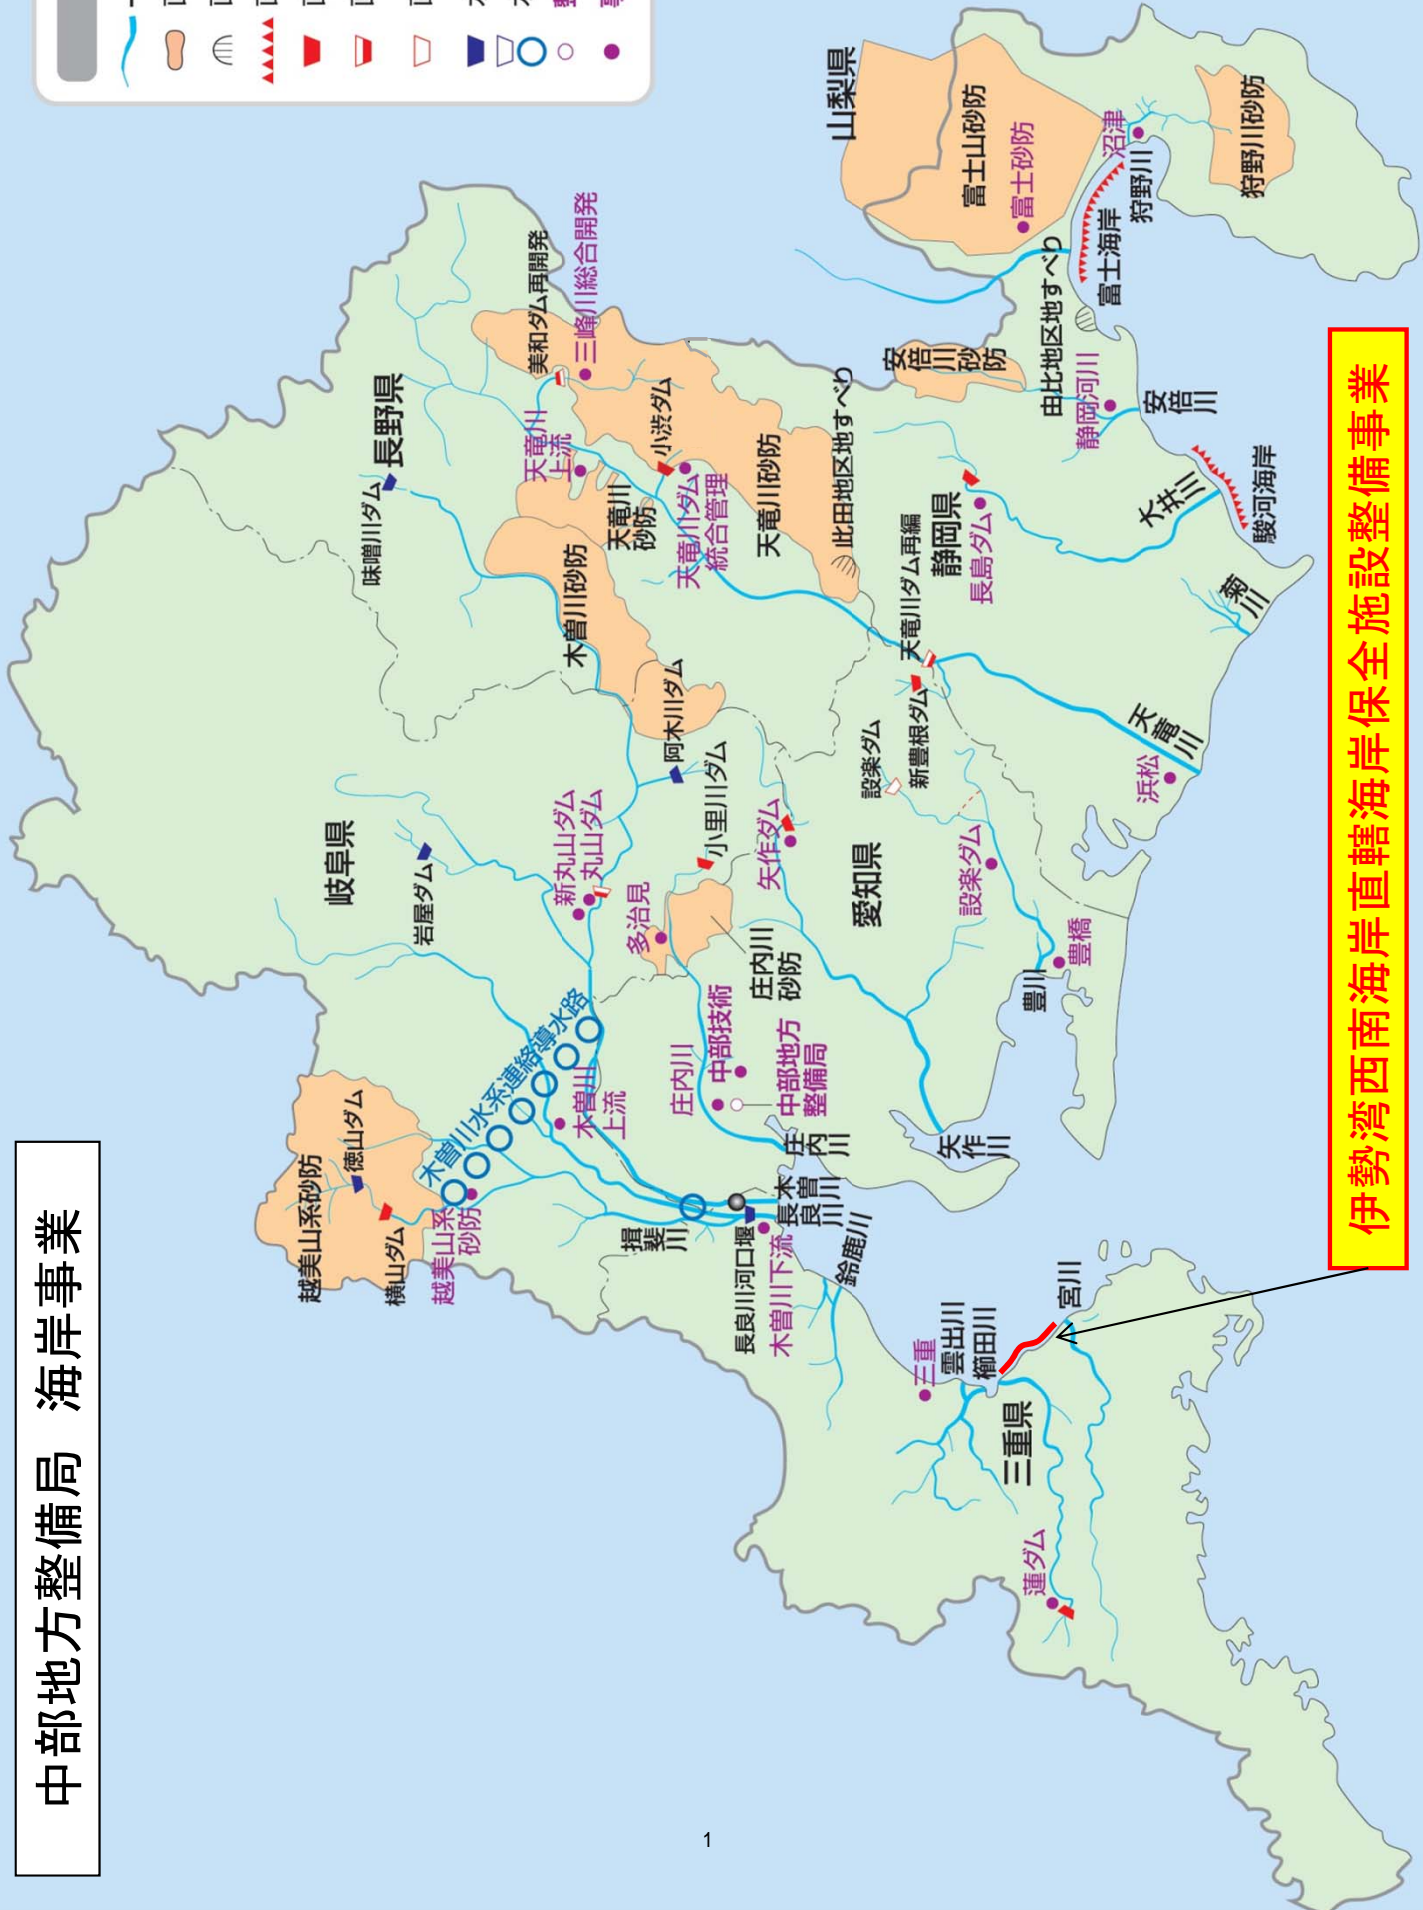 中部地方整備局　海岸事業
越美山系砂防
徳山ダム
横山ダム
越美山系
砂防
木曽川水系連絡導水路
岐阜県
岩屋ダム
味噌川ダム
長野県
新丸山ダム
丸山ダム
木曽川
上流
木曽川砂防
阿木川ダム
小里川ダム
多治見
庄内川
砂防
庄内川
中部技術
中部地方
整備局
庄内川
揖斐川
長良川
木曽川
長良川河口堰
木曽川下流
鈴鹿川
美和ダム再開発
三峰川総合開発
天竜川
上流
小渋ダム
天竜川
砂防
天竜川ダム
統合管理
天竜川砂防
此田地区地すべり
矢作ダム
愛知県
設楽ダム
新豊根ダム
天竜川ダム再編
設楽ダム
豊川
豊橋
矢作川
静岡県
長島ダム
浜松
天竜川
菊川
大井川
駿河海岸
安倍川砂防
静岡河川
安倍川
由比地区地すべり
富士海岸
山梨県
富士山砂防
富士砂防
沼津
狩野川
狩野川砂防
三重
雲出川
櫛田川
宮川
三重県
蓮ダム
伊勢湾西南海岸直轄海岸保全施設整備事業
1